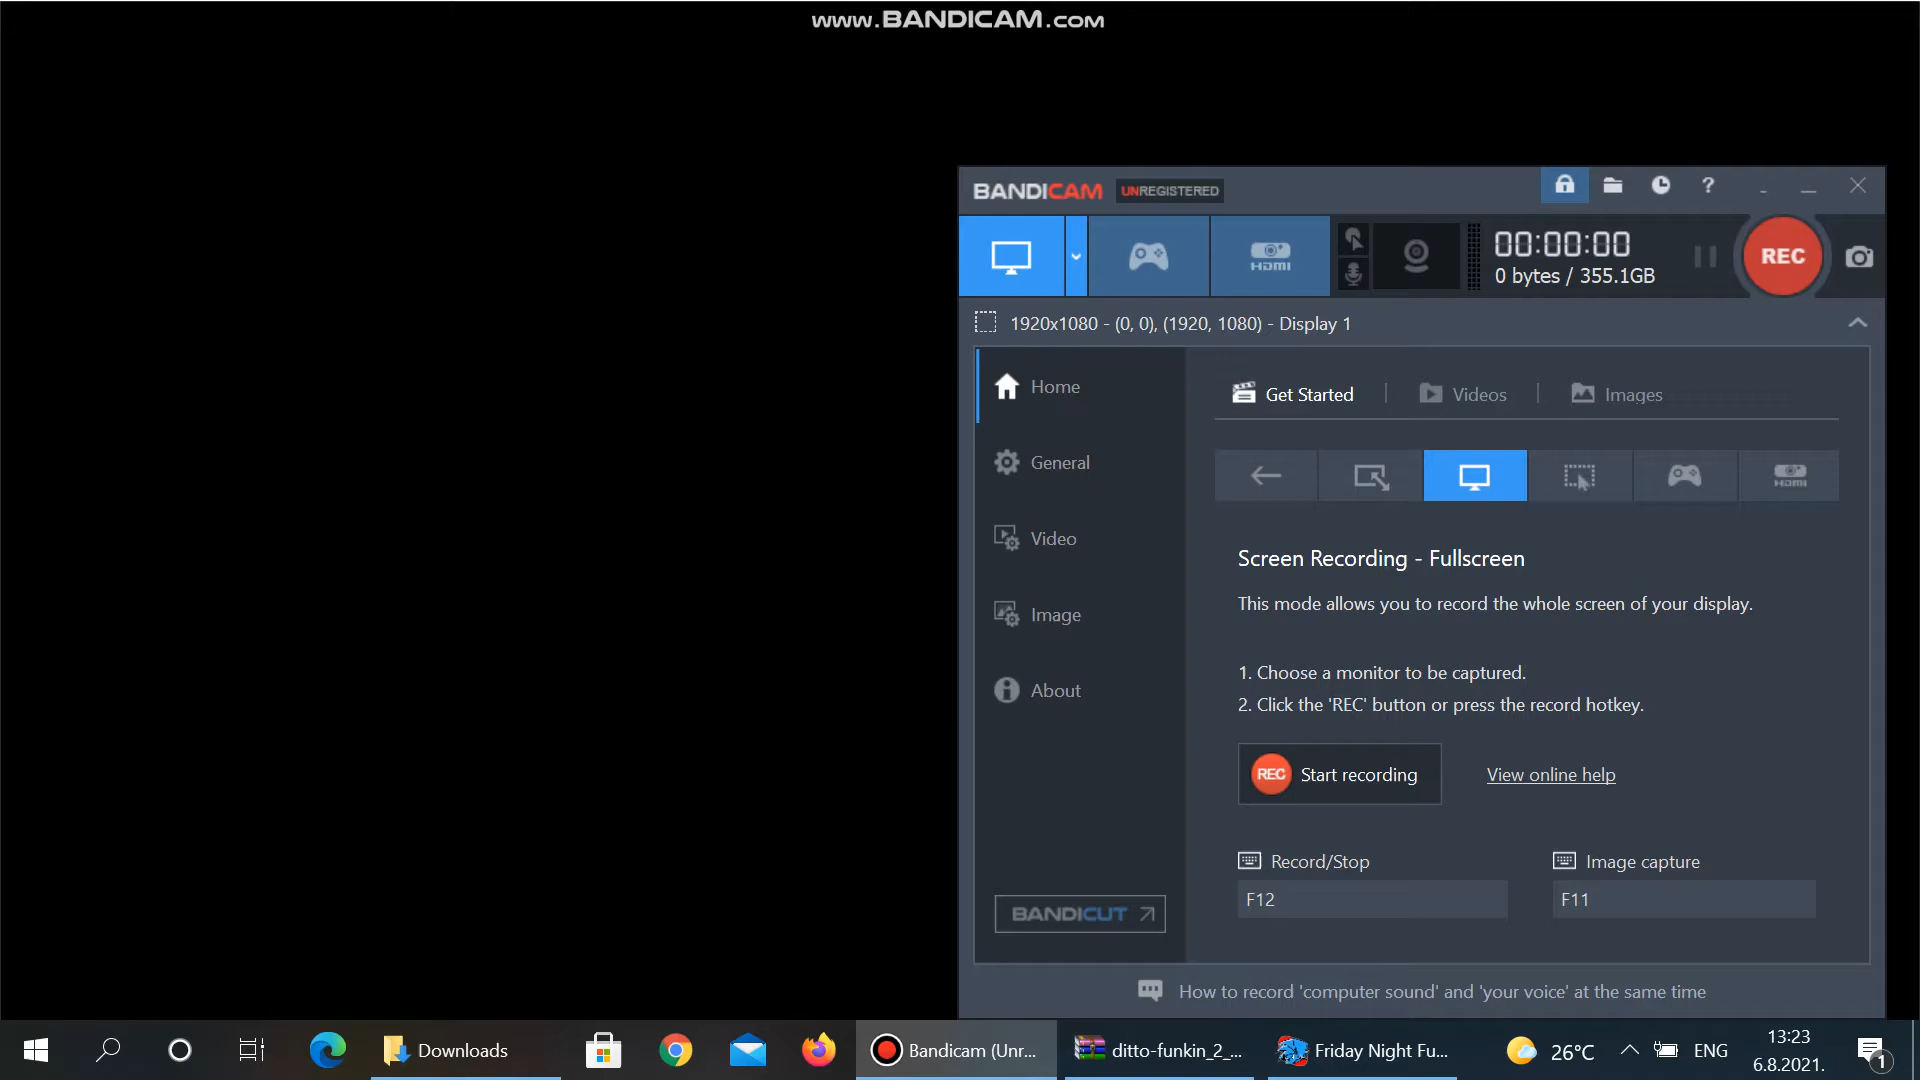 www.BANDICAM.com
BANDICAM UNREGISTERED
?
HDMI
00:00:00
0 bytes / 355.1GB
REC
1920x1080 - (0, 0), (1920, 1080) - Display 1
Home
General
Video
Image
About
BANDICUT
Get Started
Videos
Images
HDMI
Screen Recording - Fullscreen
This mode allows you to record the whole screen of your display.
1. Choose a monitor to be captured.
2. Click the 'REC' button or press the record hotkey.
REC Start recording
View online help
Record/Stop
Image capture
F12
F11
How to record 'computer sound' and 'your voice' at the same time
Downloads
Bandicam (Unr...
ditto-funkin_2_...
Friday Night Fu...
26°C
ENG
13:23
6.8.2021.
1